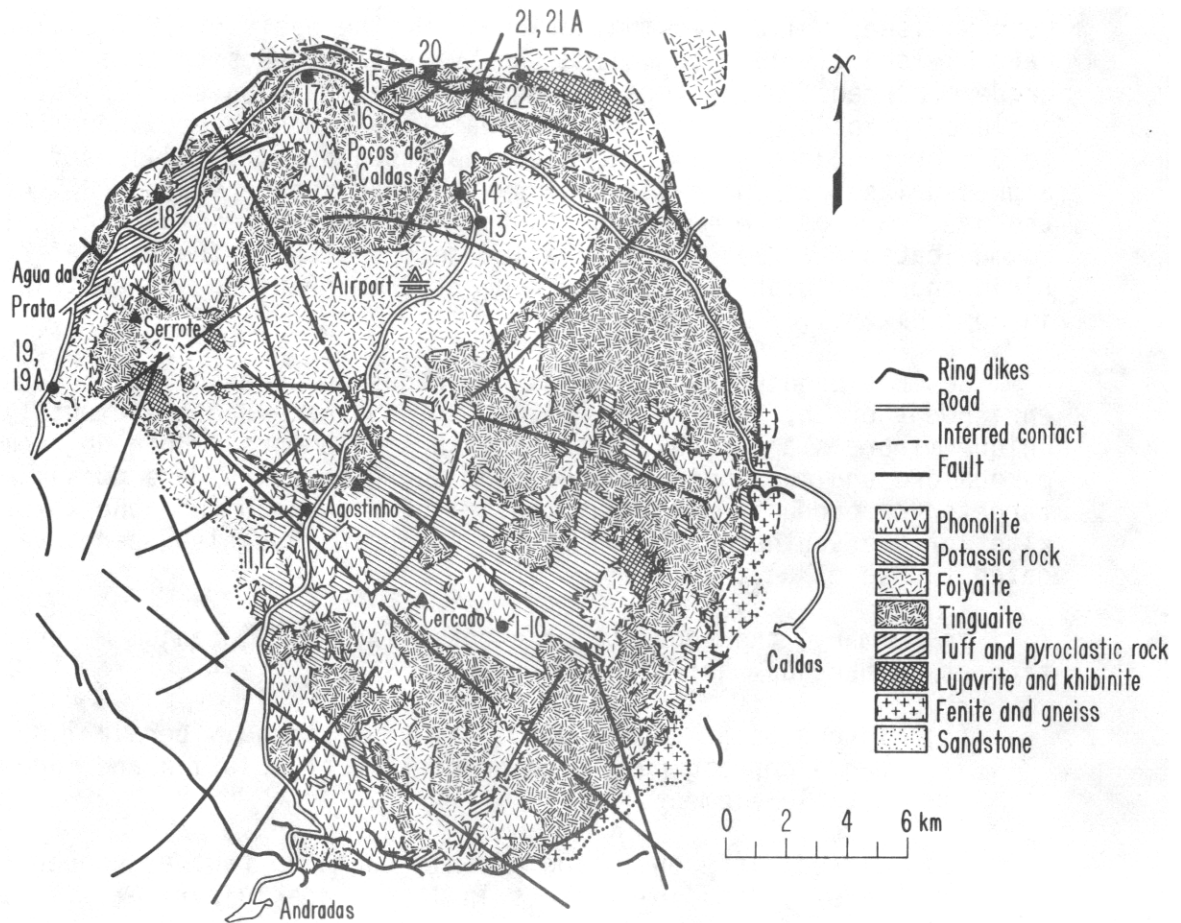 21, 21 A
20
N
15
17
16
22
Poços de
Caldas
14
18
13
Agua da
Prata
Airport
Serrote
19,
19A
Ring dikes
Road
Inferred contact
Fault
Agostinho
11,12
Phonolite
Potassic rock
Foiyaite
Tinguaite
Tuff and pyroclastic rock
Lujavrite and khibinite
Fenite and gneiss
Sandstone
Cercado
1-10
Caldas
0 2 4 6 km
Andradas